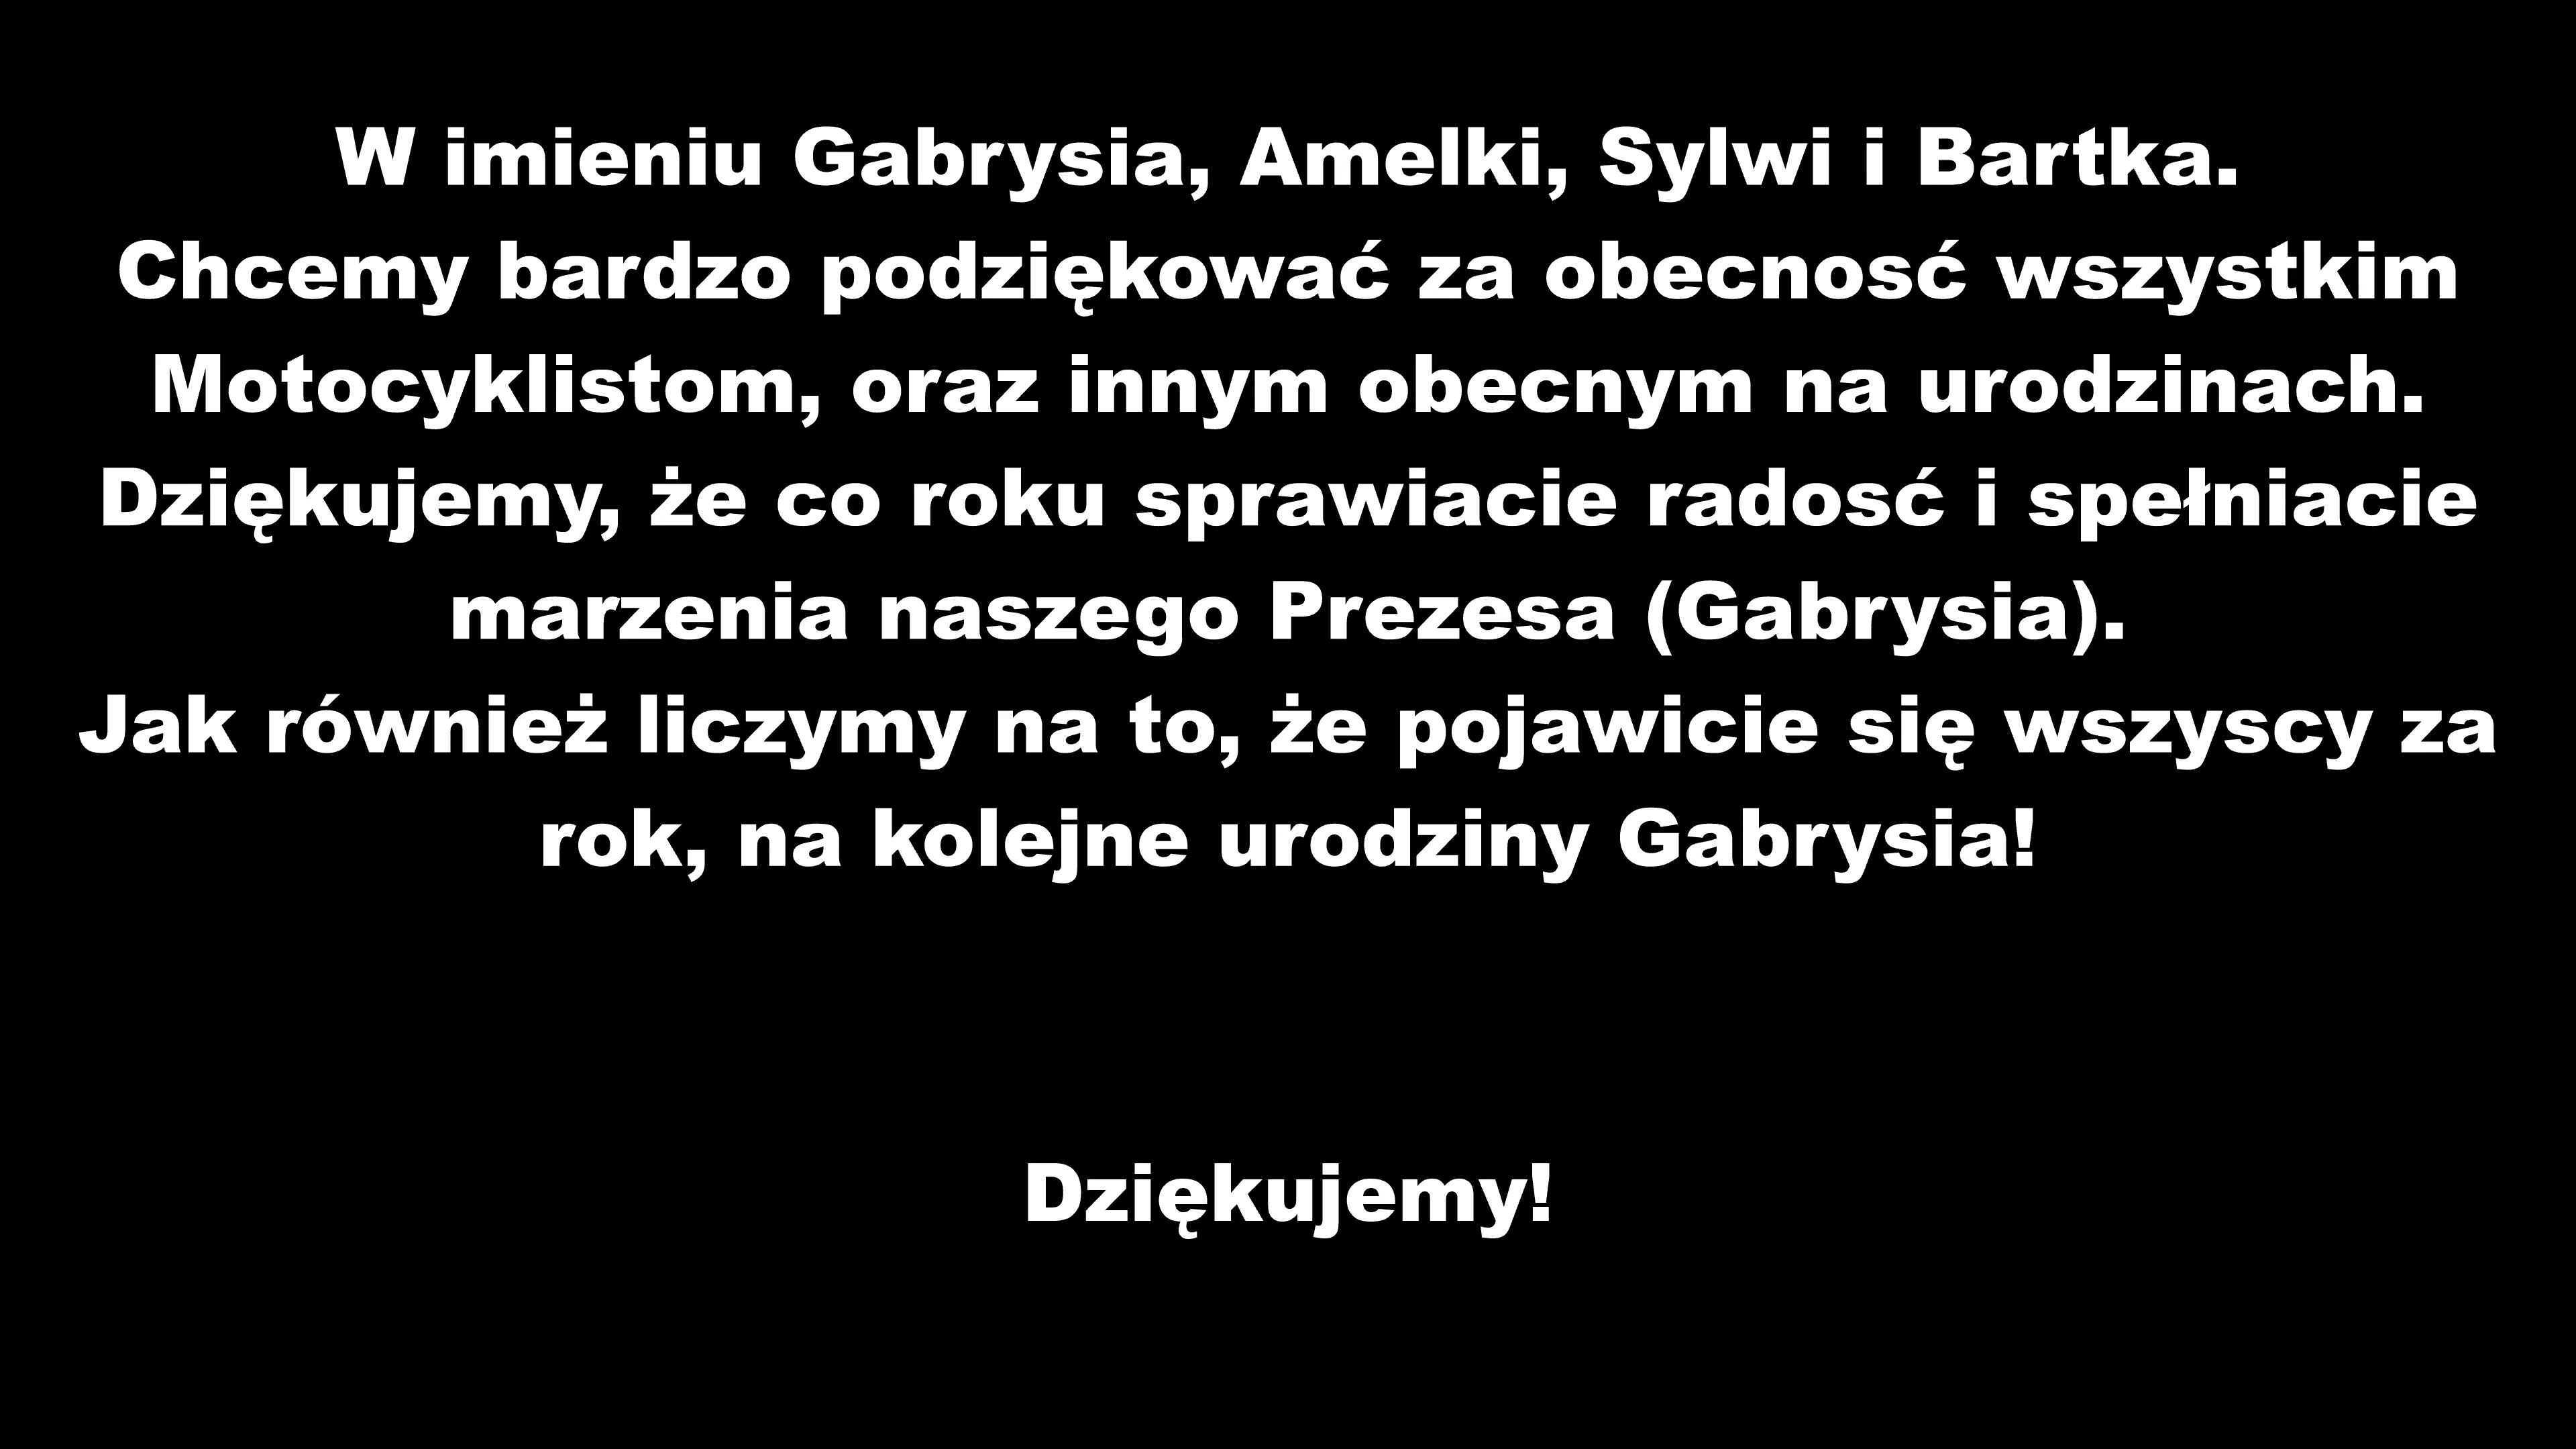 W imieniu Gabrysia, Amelki, Sylwi i Bartka.
Chcemy bardzo podziękować za obecnosć wszystkim
Motocyklistom, oraz innym obecnym na urodzinach.
Dziękujemy, że co roku sprawiacie radosć i spełniacie
marzenia naszego Prezesa (Gabrysia).
Jak również liczymy na to, że pojawicie się wszyscy za
rok, na kolejne urodziny Gabrysia!
Dziękujemy!